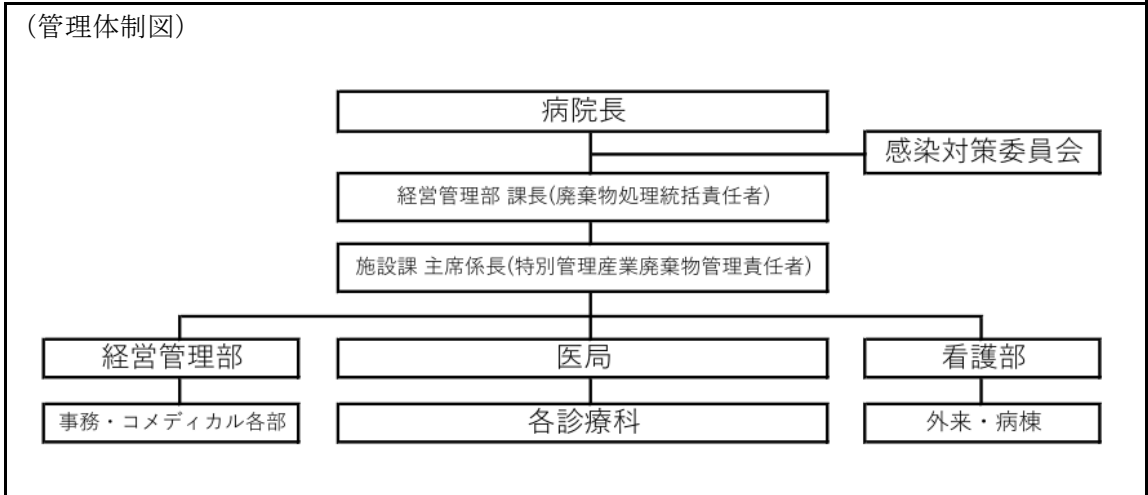 （管理体制図）
病院長
感染対策委員会
経営管理部 課長(廃棄物処理統括責任者)
施設課 主席係長(特別管理産業廃棄物管理責任者)
経営管理部
医局
看護部
事務・コメディカル各部
各診療科
外来・病棟